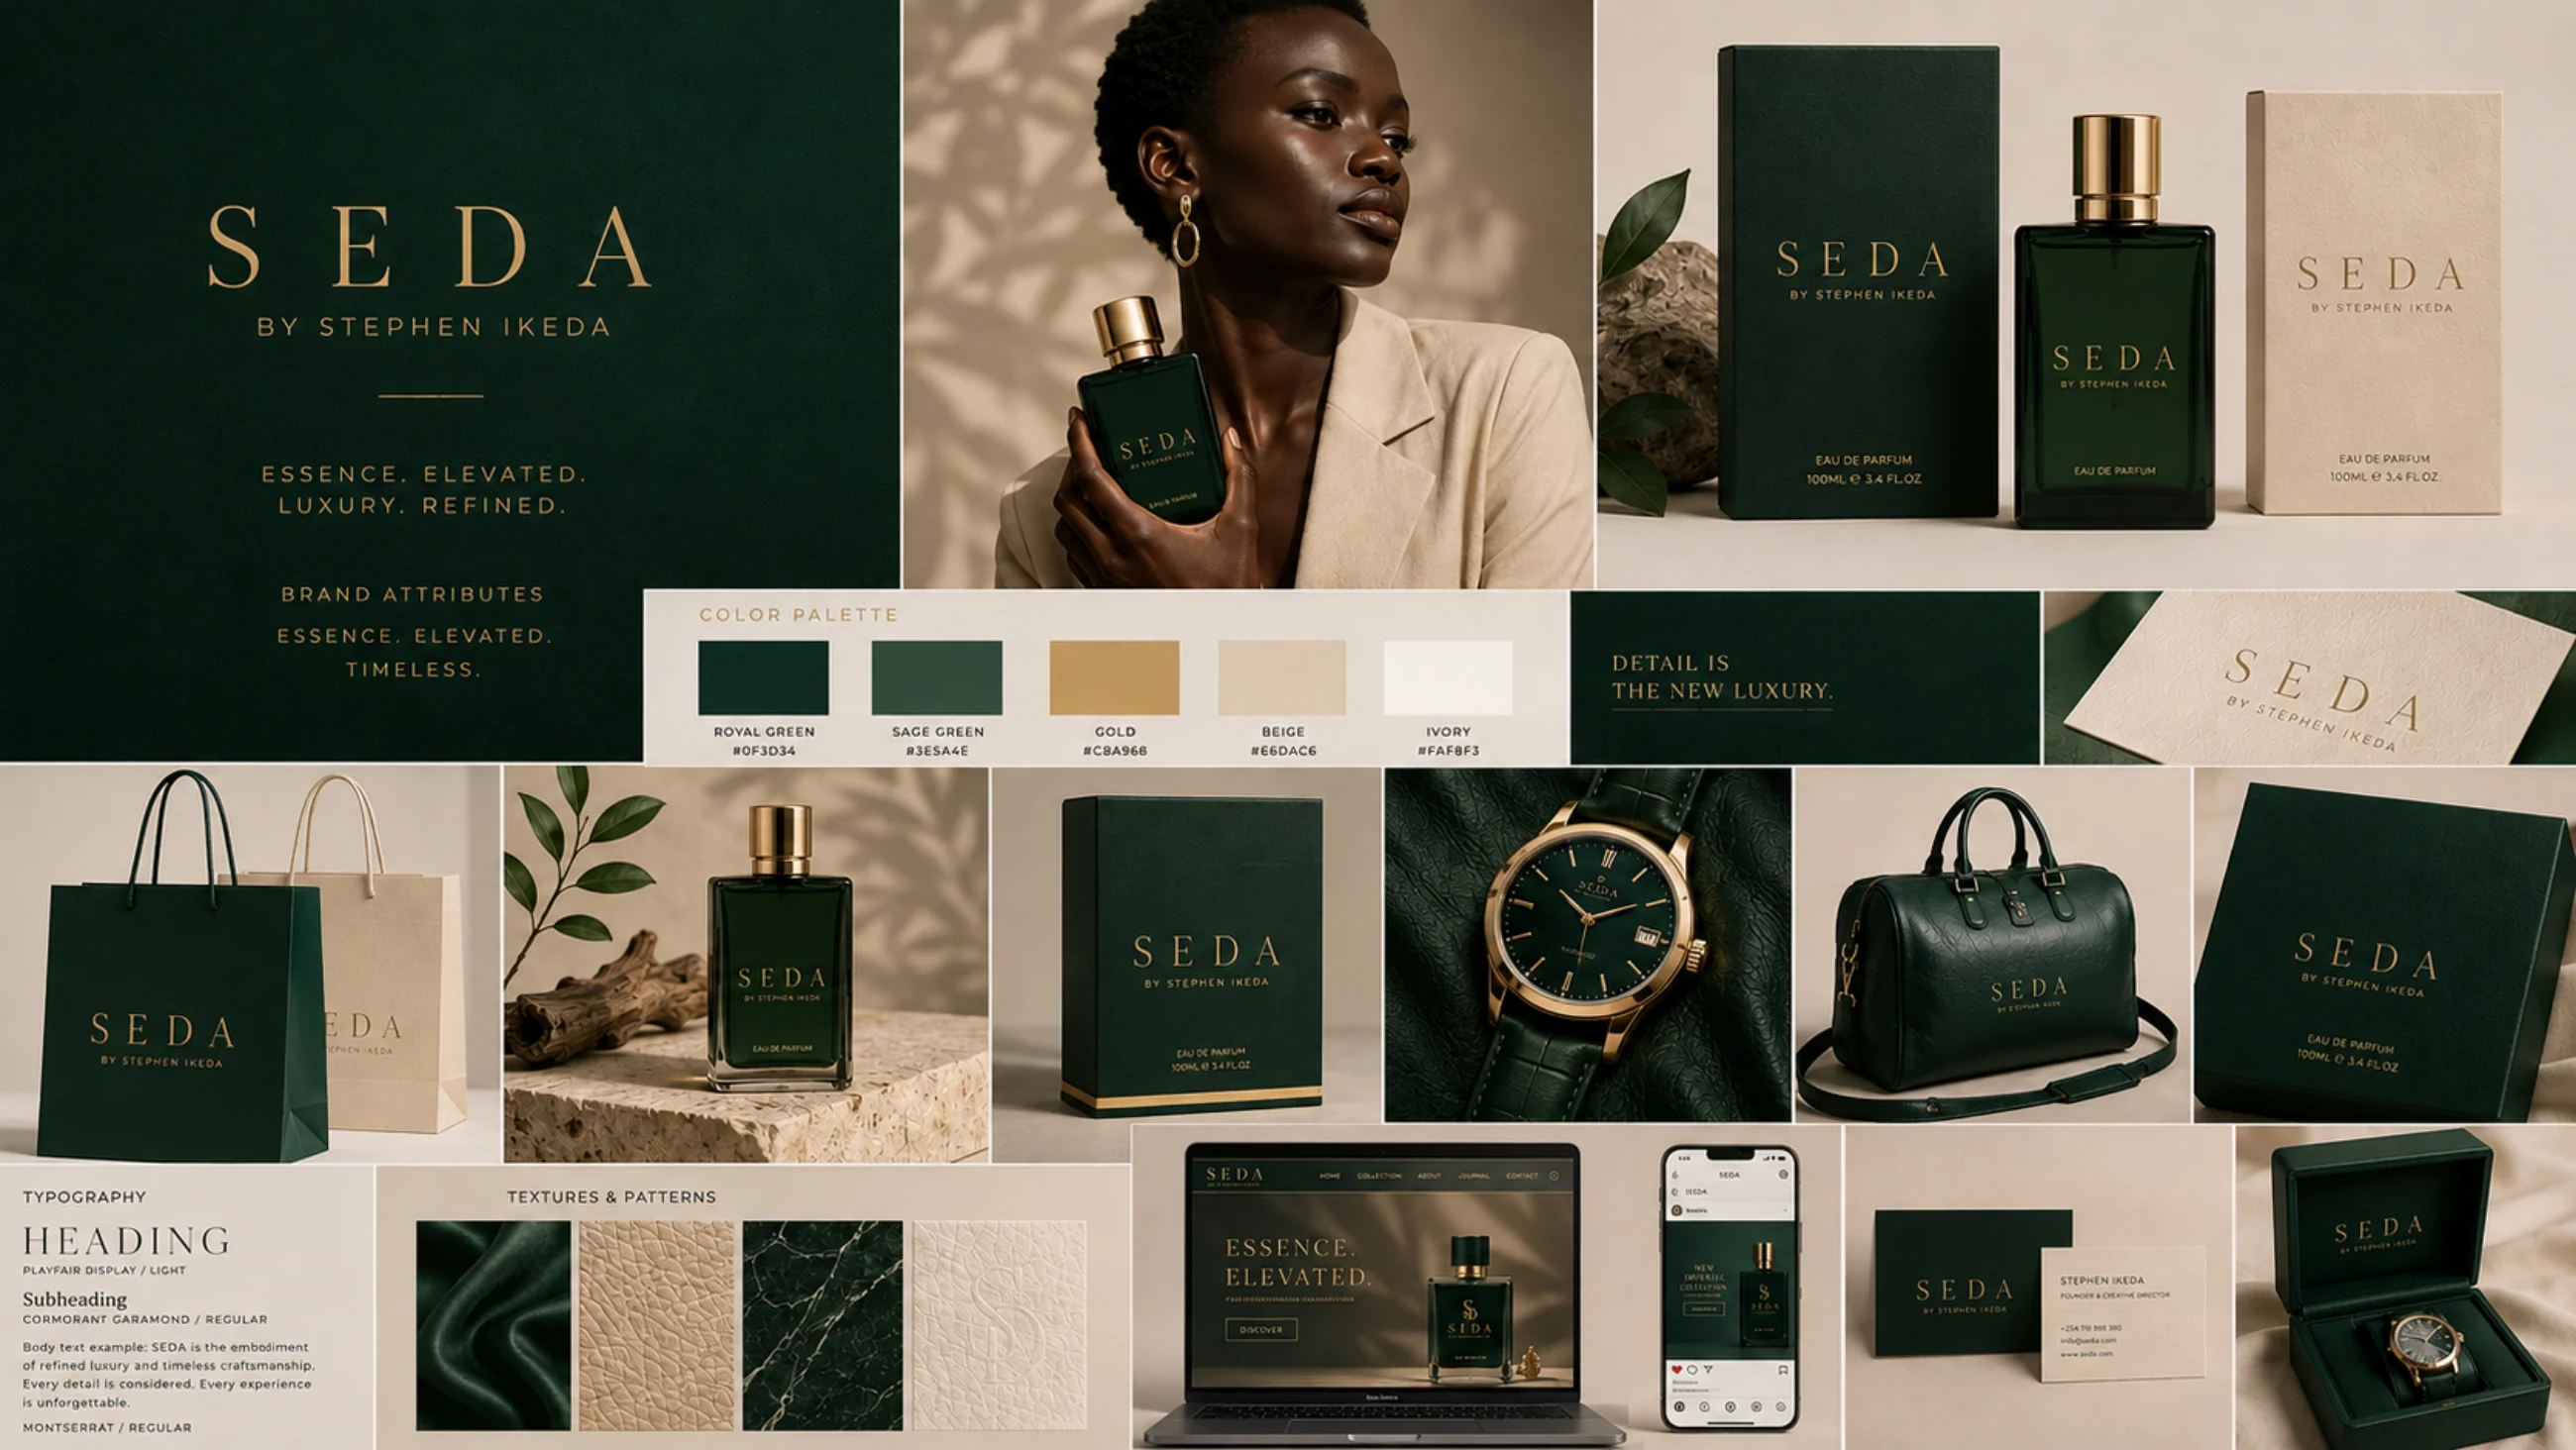 SEDA
BY STEPHEN IKEDA
ESSENCE. ELEVATED.
LUXURY. REFINED.
BRAND ATTRIBUTES
ESSENCE. ELEVATED.
TIMELESS.
SEDA
BY STEPHEN IKEDA
SEDA
BY STEPHEN IKEDA
EAU DE PARFUM
100ML e 3.4 FL.OZ
SEDA
BY STEPHEN IKEDA
EAU DE PARFUM
SEDA
BY STEPHEN IKEDA
EAU DE PARFUM
100ML e 3.4 FL.OZ.
COLOR PALETTE
ROYAL GREEN
#0F3D34
SAGE GREEN
#3E5A4E
GOLD
#C8A96B
BEIGE
#E6DAC6
IVORY
#FAF8F3
DETAIL IS
THE NEW LUXURY.
SEDA
BY STEPHEN IKEDA
SEDA
BY STEPHEN IKEDA
EDA
PHEN IKEDA
SEDA
BY STEPHEN IKEDA
EAU DE PARFUM
SEDA
BY STEPHEN IKEDA
EAU DE PARFUM
100ML e 3.4 FL.OZ
SEDA
SEDA
BY STEPHEN IKEDA
EAU DE PARFUM
100ML e 3.4 FL.OZ
TYPOGRAPHY
HEADING
PLAYFAIR DISPLAY / LIGHT
Subheading
CORMORANT GARAMOND / REGULAR
Body text example: SEDA is the embodiment
of refined luxury and timeless craftsmanship.
Every detail is considered. Every experience
is unforgettable.
MONTSERRAT / REGULAR
TEXTURES & PATTERNS
SEDA
HOME COLLECTION ABOUT JOURNAL CONTACT
ESSENCE.
ELEVATED.
DISCOVER
SEDA
SEDA
SEDA
SEDA
SEDA
BY STEPHEN IKEDA
STEPHEN IKEDA
FOUNDER & CREATIVE DIRECTOR
SEDA
BY STEPHEN IKEDA